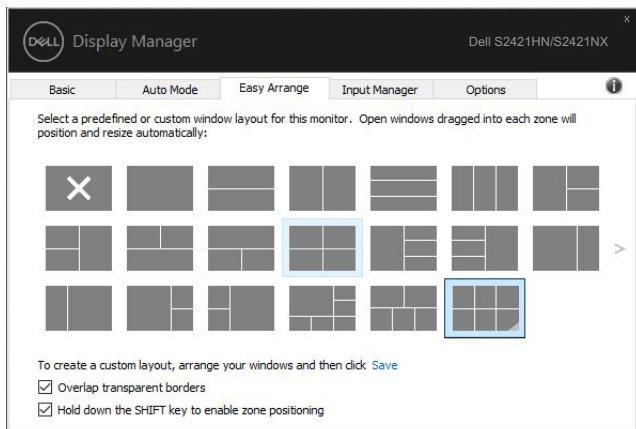 x
DELL Display Manager Dell S2421HN/S2421NX
Basic Auto Mode Easy Arrange Input Manager Options i
Select a predefined or custom window layout for this monitor. Open windows dragged into each zone will
position and resize automatically:
>
To create a custom layout, arrange your windows and then click Save
Overlap transparent borders
Hold down the SHIFT key to enable zone positioning